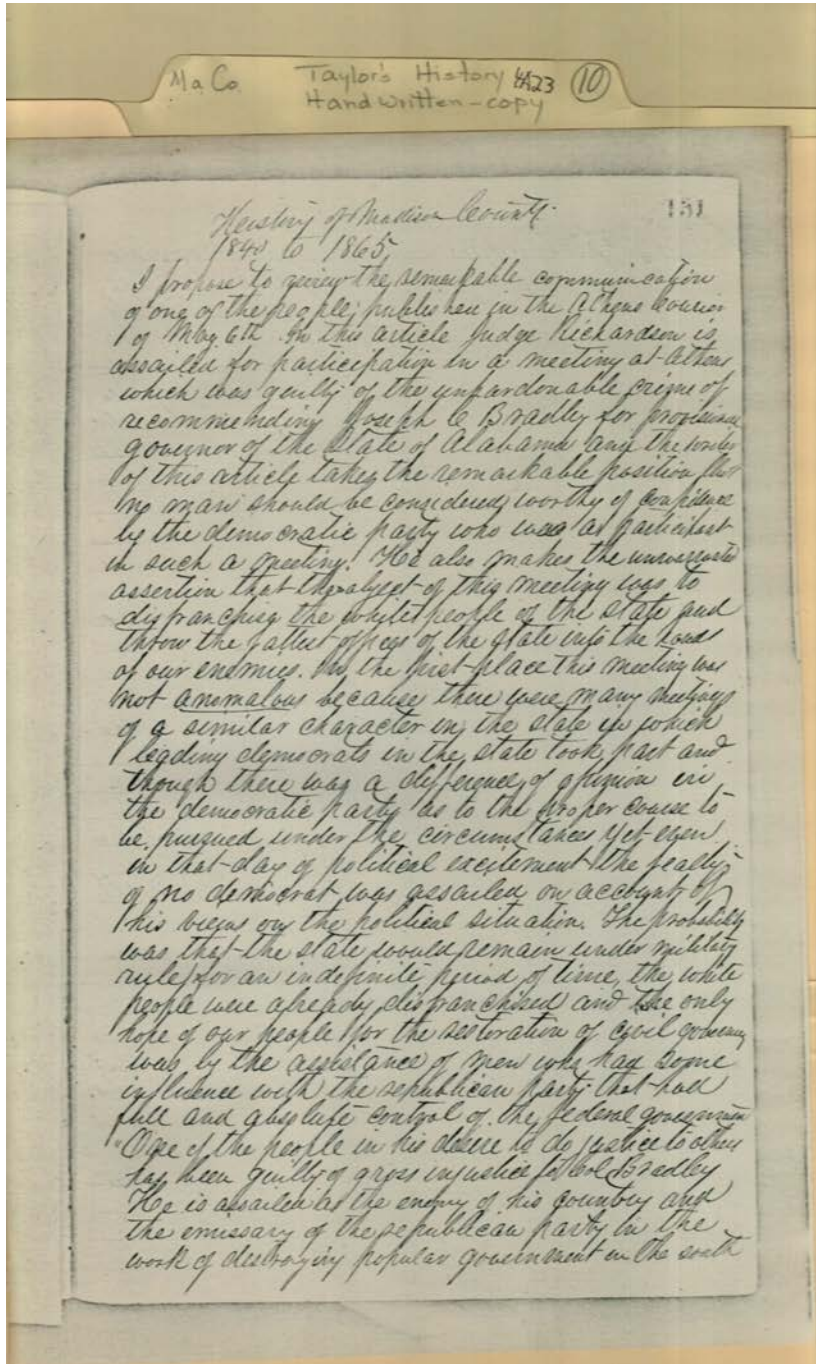 Ma Co Taylor's History 4A23 10
Handwritten - copy
131
History of Madison County.
1840 to 1865,
I propose to review the remarkable communication
of one of the people; published in the Athens Courier
of May 6th. In this article Judge Richardson is
assailed for participation in a meeting at Athens
which was guilty of the unpardonable crime of
recommending Joseph C Bradly for provisional
governor of the State of Alabama and the writer
of this article takes the remarkable position that
no man should be considered worthy of confidence
by the democratic party who was a participant
in such a meeting. He also makes the unwarranted
assertion that the object of this meeting was to
disfranchise the white people of the state and
throw the fattest offices of the state into the hands
of our enemies. In the first place this meeting was
not anomalous because there were many meetings
of a similar character in the state in which
leading democrats in the state took part and
though there was a difference of opinion in
the democratic party as to the proper course to
be pursued under the circumstances yet even
in that day of political excitement the fealty
of no democrat was assailed on account of
his views on the political situation. The probability
was that the state would remain under military
rule for an indefinite period of time, the white
people were already disfranchised and the only
hope of our people for the restoration of civil government
was by the assistance of men who had some
influence with the republican party that had
full and absolute control of the federal government
"One of the people in his desire to do justice to others
has been guilty of gross injustice to Col Bradley
He is assailed as the enemy of his country and
the emissary of the republican party in the
work of destroying popular government in the south